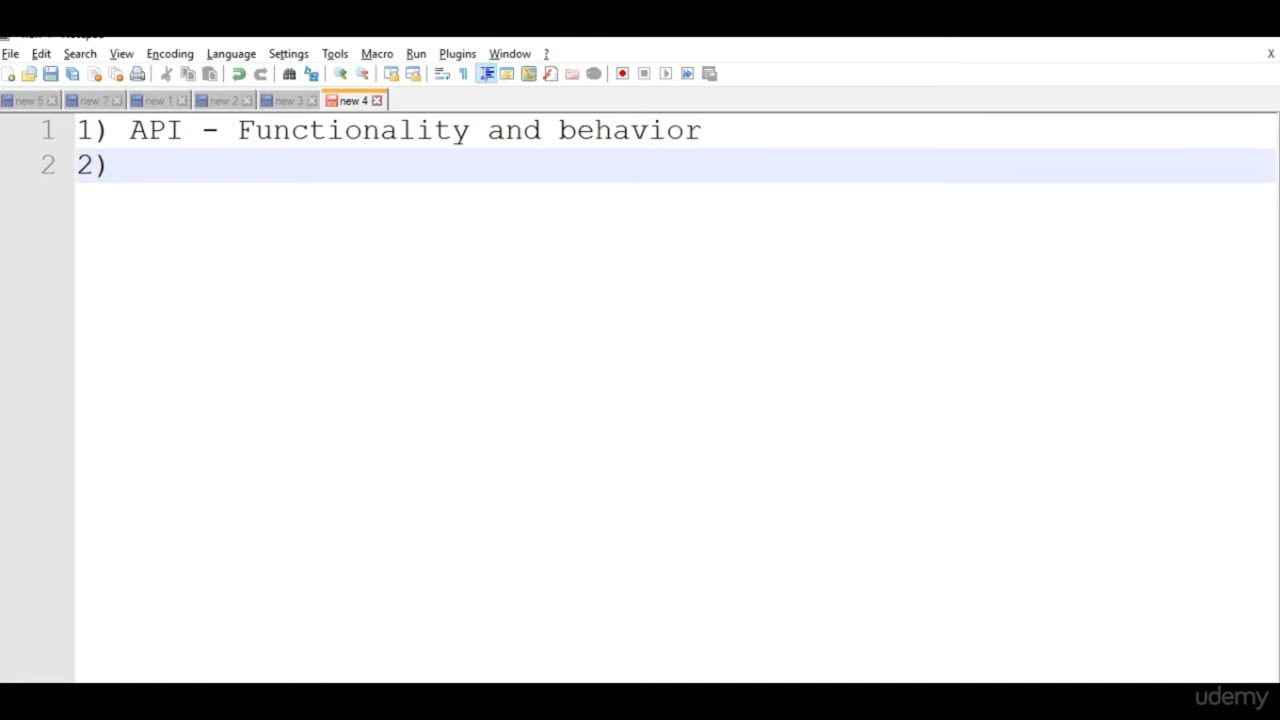 File Edit Search View Encoding Language Settings Tools Macro Run Plugins Window ? X
new 5 new 7 new 1 new 2 new 3 new 4
1 1) API - Functionality and behavior
2 2)
udemy